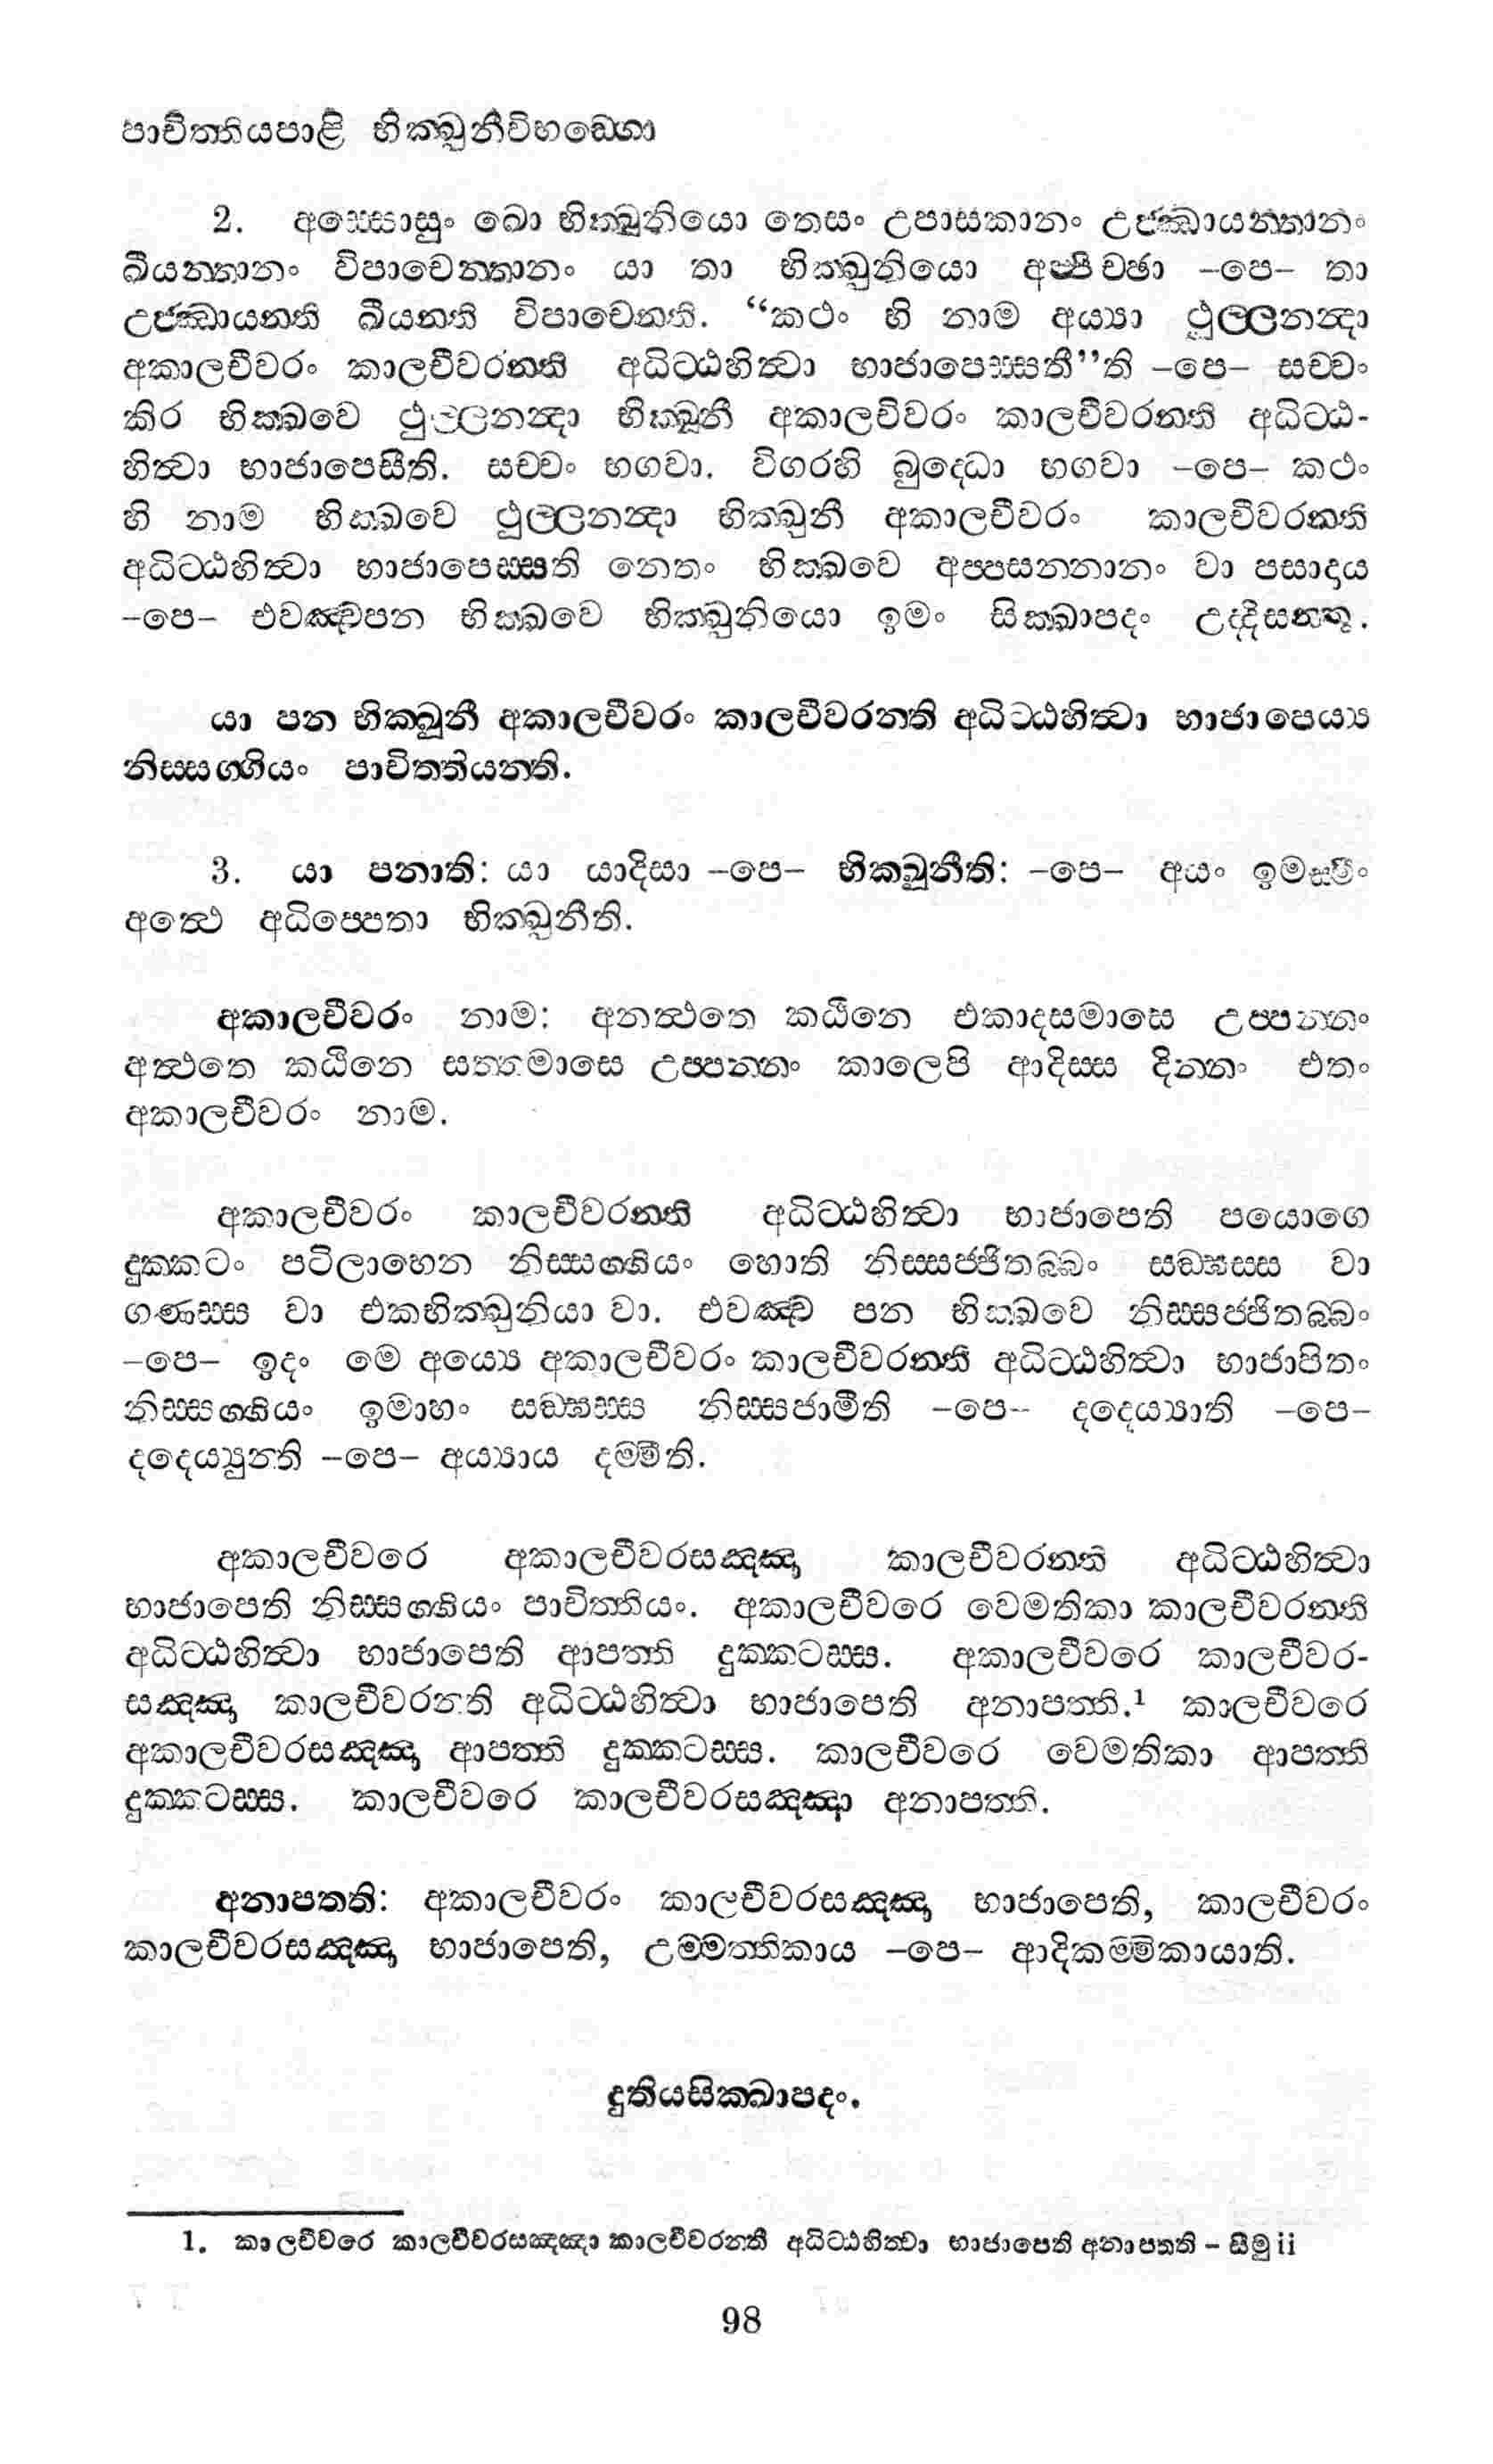 පාචිත්තියපාළි භික්ඛුනීවිභඞ්ගො
2. අස්සොසුං ඛො භික්ඛුනියො තෙසං උපාසකානං උජ්ඣායන්තානං
ඛීයන්තානං විපාචෙන්තානං යා තා භික්ඛුනියො අප්පිච්ඡා –පෙ– තා
උජ්ඣායන්ති ඛීයන්ති විපාචෙන්ති. “කථං හි නාම අය්‍යා ථුල්ලනන්දා
අකාලචීවරං කාලචීවරන්ති අධිට්ඨහිත්‍වා භාජාපෙස්සතී”ති –පෙ– සච්චං
කිර භික්ඛවෙ ථුල්ලනන්දා භික්ඛුනී අකාලචීවරං කාලචීවරන්ති අධිට්ඨ-
හිත්‍වා භාජාපෙසීති. සච්චං භගවා. විගරහි බුද්ධො භගවා –පෙ– කථං
හි නාම භික්ඛවෙ ථුල්ලනන්දා භික්ඛුනී අකාලචීවරං කාලචීවරන්ති
අධිට්ඨහිත්‍වා භාජාපෙස්සති නෙතං භික්ඛවෙ අප්පසන්නානං වා පසාදාය
–පෙ– එවඤ්චපන භික්ඛවෙ භික්ඛුනියො ඉමං සික්ඛාපදං උද්දිසන්තු.
යා පන භික්ඛුනී අකාලචීවරං කාලචීවරන්ති අධිට්ඨහිත්‍වා භාජාපෙය්‍ය
නිස්සග්ගියං පාචිත්තියන්ති.
3. යා පනාති: යා යාදිසා –පෙ– භික්ඛුනීති: –පෙ– අයං ඉමස්මිං
අත්‍ථෙ අධිප්පෙතා භික්ඛුනීති.
අකාලචීවරං නාම: අනත්‍ථතෙ කඨිනෙ එකාදසමාසෙ උප්පන්නං
අත්‍ථතෙ කඨිනෙ සත්තමාසෙ උප්පන්නං කාලෙපි ආදිස්ස දින්නං එතං
අකාලචීවරං නාම.
අකාලචීවරං කාලචීවරන්ති අධිට්ඨහිත්‍වා භාජාපෙති පයොගෙ
දුක්කටං පටිලාභෙන නිස්සග්ගියං හොති නිස්සජ්ජිතබ්බං සඞ්ඝස්ස වා
ගණස්ස වා එකභික්ඛුනියා වා. එවඤ්ච පන භික්ඛවෙ නිස්සජ්ජිතබ්බං
–පෙ– ඉදං මෙ අය්‍යෙ අකාලචීවරං කාලචීවරන්ති අධිට්ඨහිත්‍වා භාජාපිතං
නිස්සග්ගියං ඉමාහං සඞ්ඝස්ස නිස්සජාමීති –පෙ– දදෙය්‍යාති –පෙ–
දදෙය්‍යුන්ති –පෙ– අය්‍යාය දම්මීති.
අකාලචීවරෙ අකාලචීවරසඤ්ඤා කාලචීවරන්ති අධිට්ඨහිත්‍වා
භාජාපෙති නිස්සග්ගියං පාචිත්තියං. අකාලචීවරෙ වෙමතිකා කාලචීවරන්ති
අධිට්ඨහිත්‍වා භාජාපෙති ආපත්ති දුක්කටස්ස. අකාලචීවරෙ කාලචීවර-
සඤ්ඤා කාලචීවරන්ති අධිට්ඨහිත්‍වා භාජාපෙති අනාපත්ති.¹ කාලචීවරෙ
අකාලචීවරසඤ්ඤා ආපත්ති දුක්කටස්ස. කාලචීවරෙ වෙමතිකා ආපත්ති
දුක්කටස්ස. කාලචීවරෙ කාලචීවරසඤ්ඤා අනාපත්ති.
අනාපත්ති: අකාලචීවරං කාලචීවරසඤ්ඤා භාජාපෙති, කාලචීවරං
කාලචීවරසඤ්ඤා භාජාපෙති, උම්මත්තිකාය –පෙ– ආදිකම්මිකායාති.
දුතියසික්ඛාපදං.
1. කාලචීවරෙ කාලචීවරසඤ්ඤා කාලචීවරන්ති අධිට්ඨහිත්‍වා භාජාපෙති අනාපත්ති – සීමු ii
98